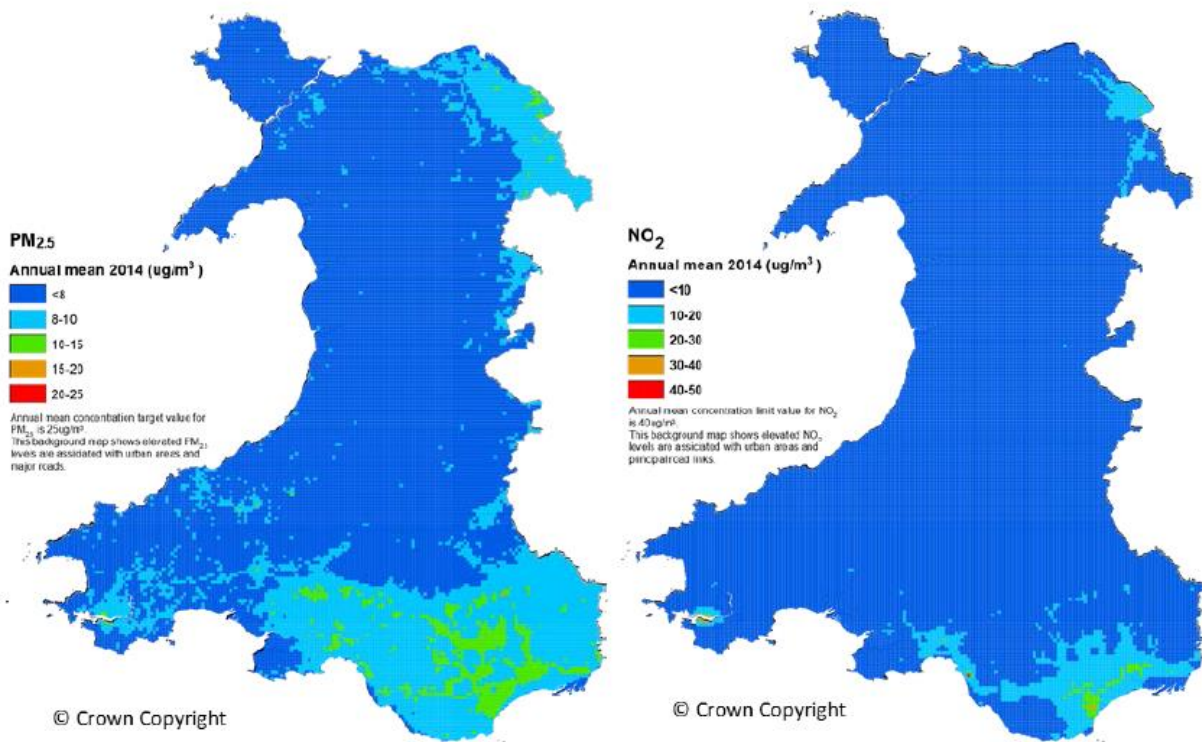 PM2.5
Annual mean 2014 (ug/m³)
<8
8-10
10-15
15-20
20-25
Annual mean concentration target value for
PM2.5 is 25ug/m³.
This background map shows elevated PM2.5
levels are assiciated with urban areas and
major roads.
© Crown Copyright
NO2
Annual mean 2014 (ug/m³)
<10
10-20
20-30
30-40
40-50
Annual mean concentration limit value for NO2
is 40ug/m³.
This background map shows elevated NO2
levels are assiciated with urban areas and
principal road links.
© Crown Copyright